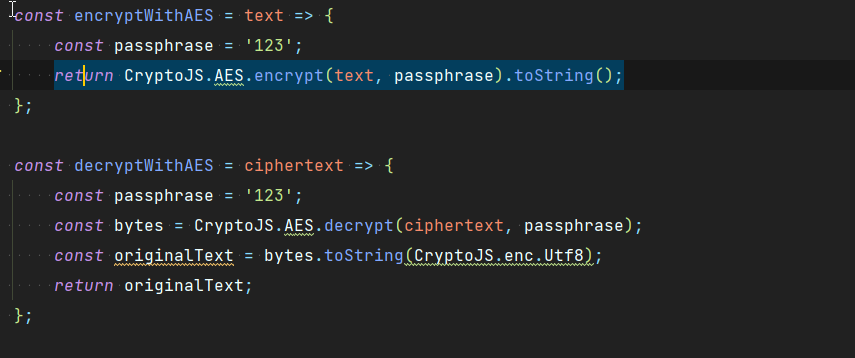 const encryptWithAES = text => {
    const passphrase = '123';
    return CryptoJS.AES.encrypt(text, passphrase).toString();
};
const decryptWithAES = ciphertext => {
    const passphrase = '123';
    const bytes = CryptoJS.AES.decrypt(ciphertext, passphrase);
    const originalText = bytes.toString(CryptoJS.enc.Utf8);
    return originalText;
};